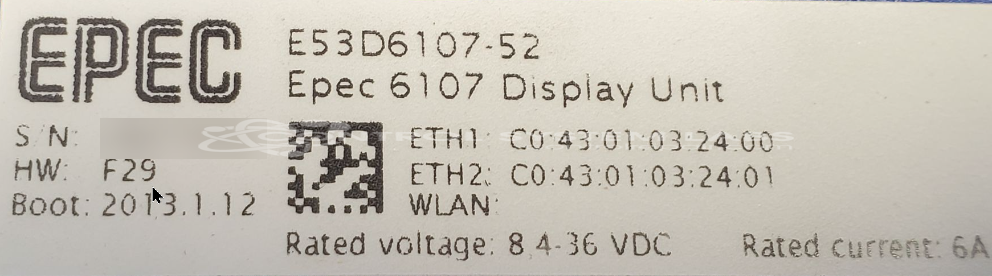 EPEC
E53D6107-52
Epec 6107 Display Unit
S/N:
HW: F29
Boot: 2013.1.12
ETH1: C0:43:01:03:24:00
ETH2: C0:43:01:03:24:01
WLAN:
Rated voltage: 8.4-36 VDC
Rated current: 6A